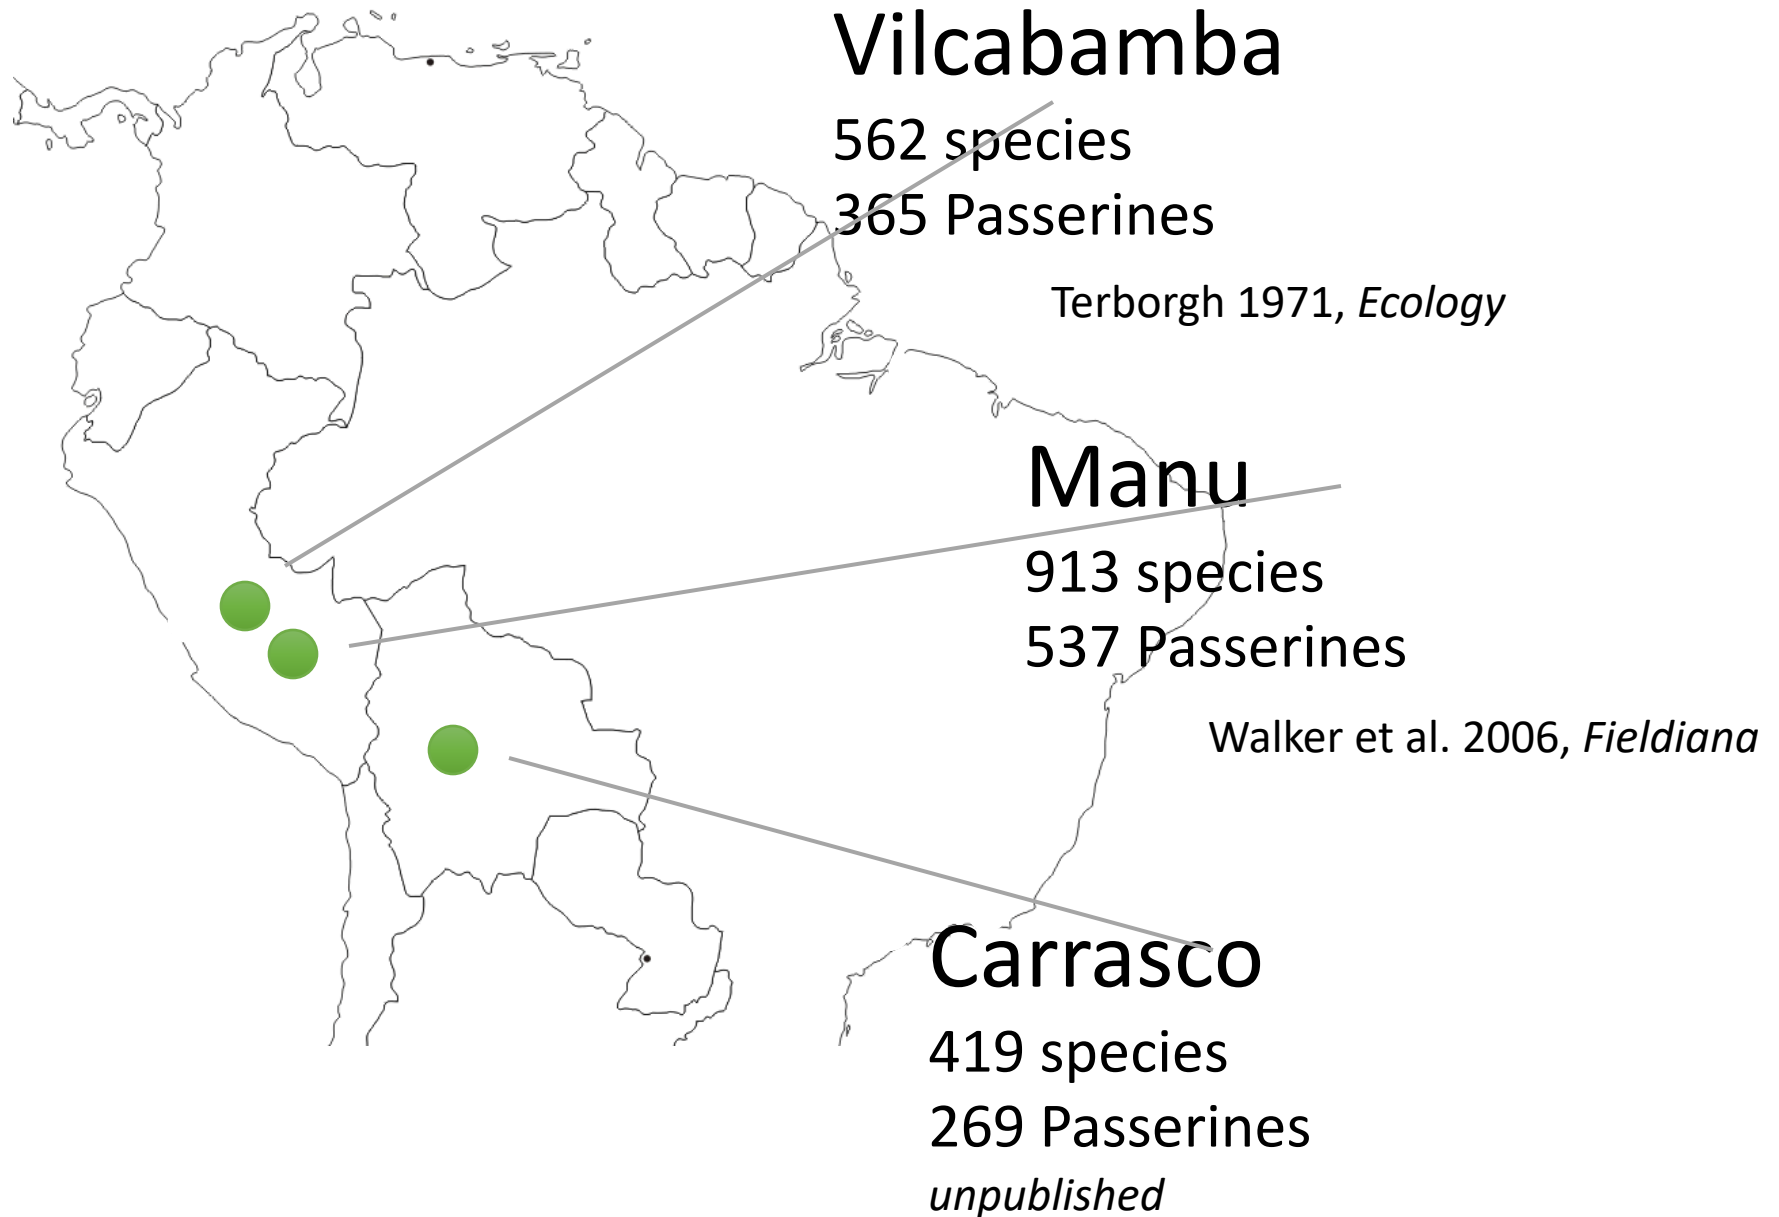 Vilcabamba
562 species
365 Passerines
Terborgh 1971, Ecology
Manu
913 species
537 Passerines
Walker et al. 2006, Fieldiana
Carrasco
419 species
269 Passerines
unpublished